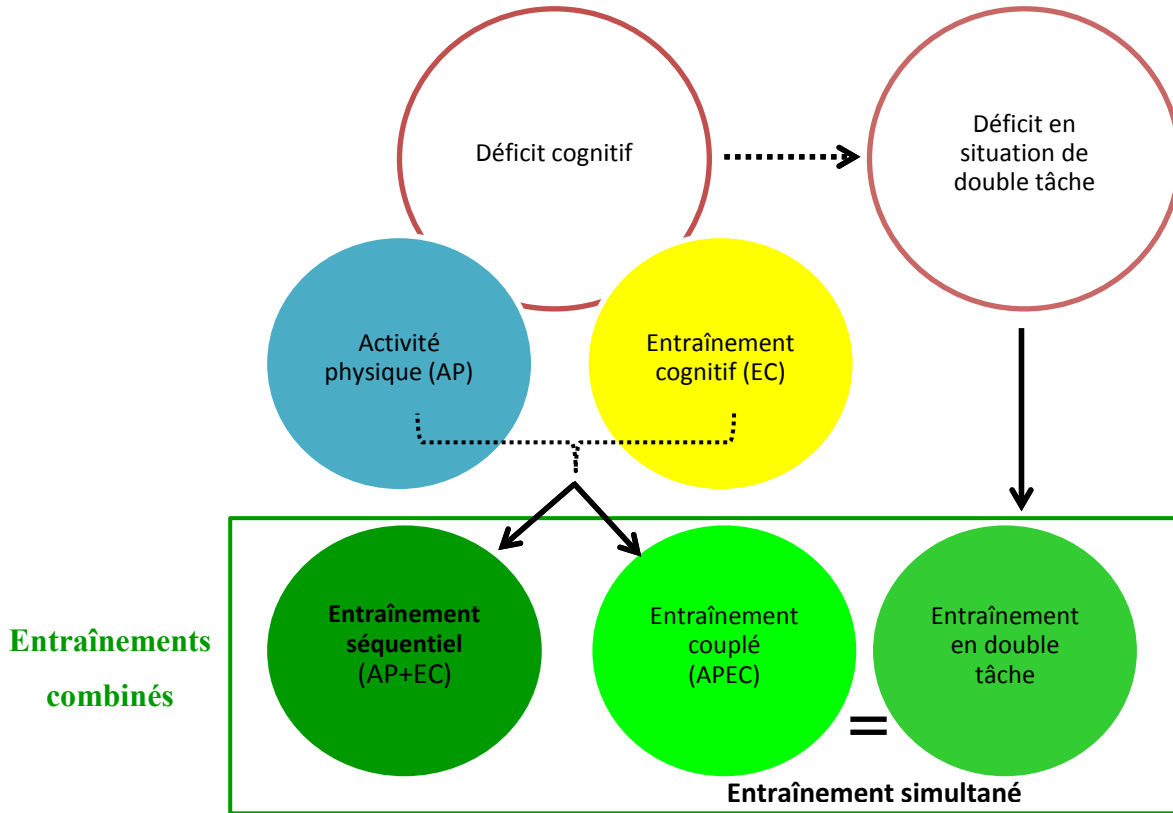 Déficit cognitif
Déficit en
situation de
double tâche
Activité
physique (AP)
Entraînement
cognitif (EC)
Entraînements
combinés
Entraînement
séquentiel
(AP+EC)
Entraînement
couplé
(APEC)
=
Entraînement
en double
tâche
Entraînement simultané